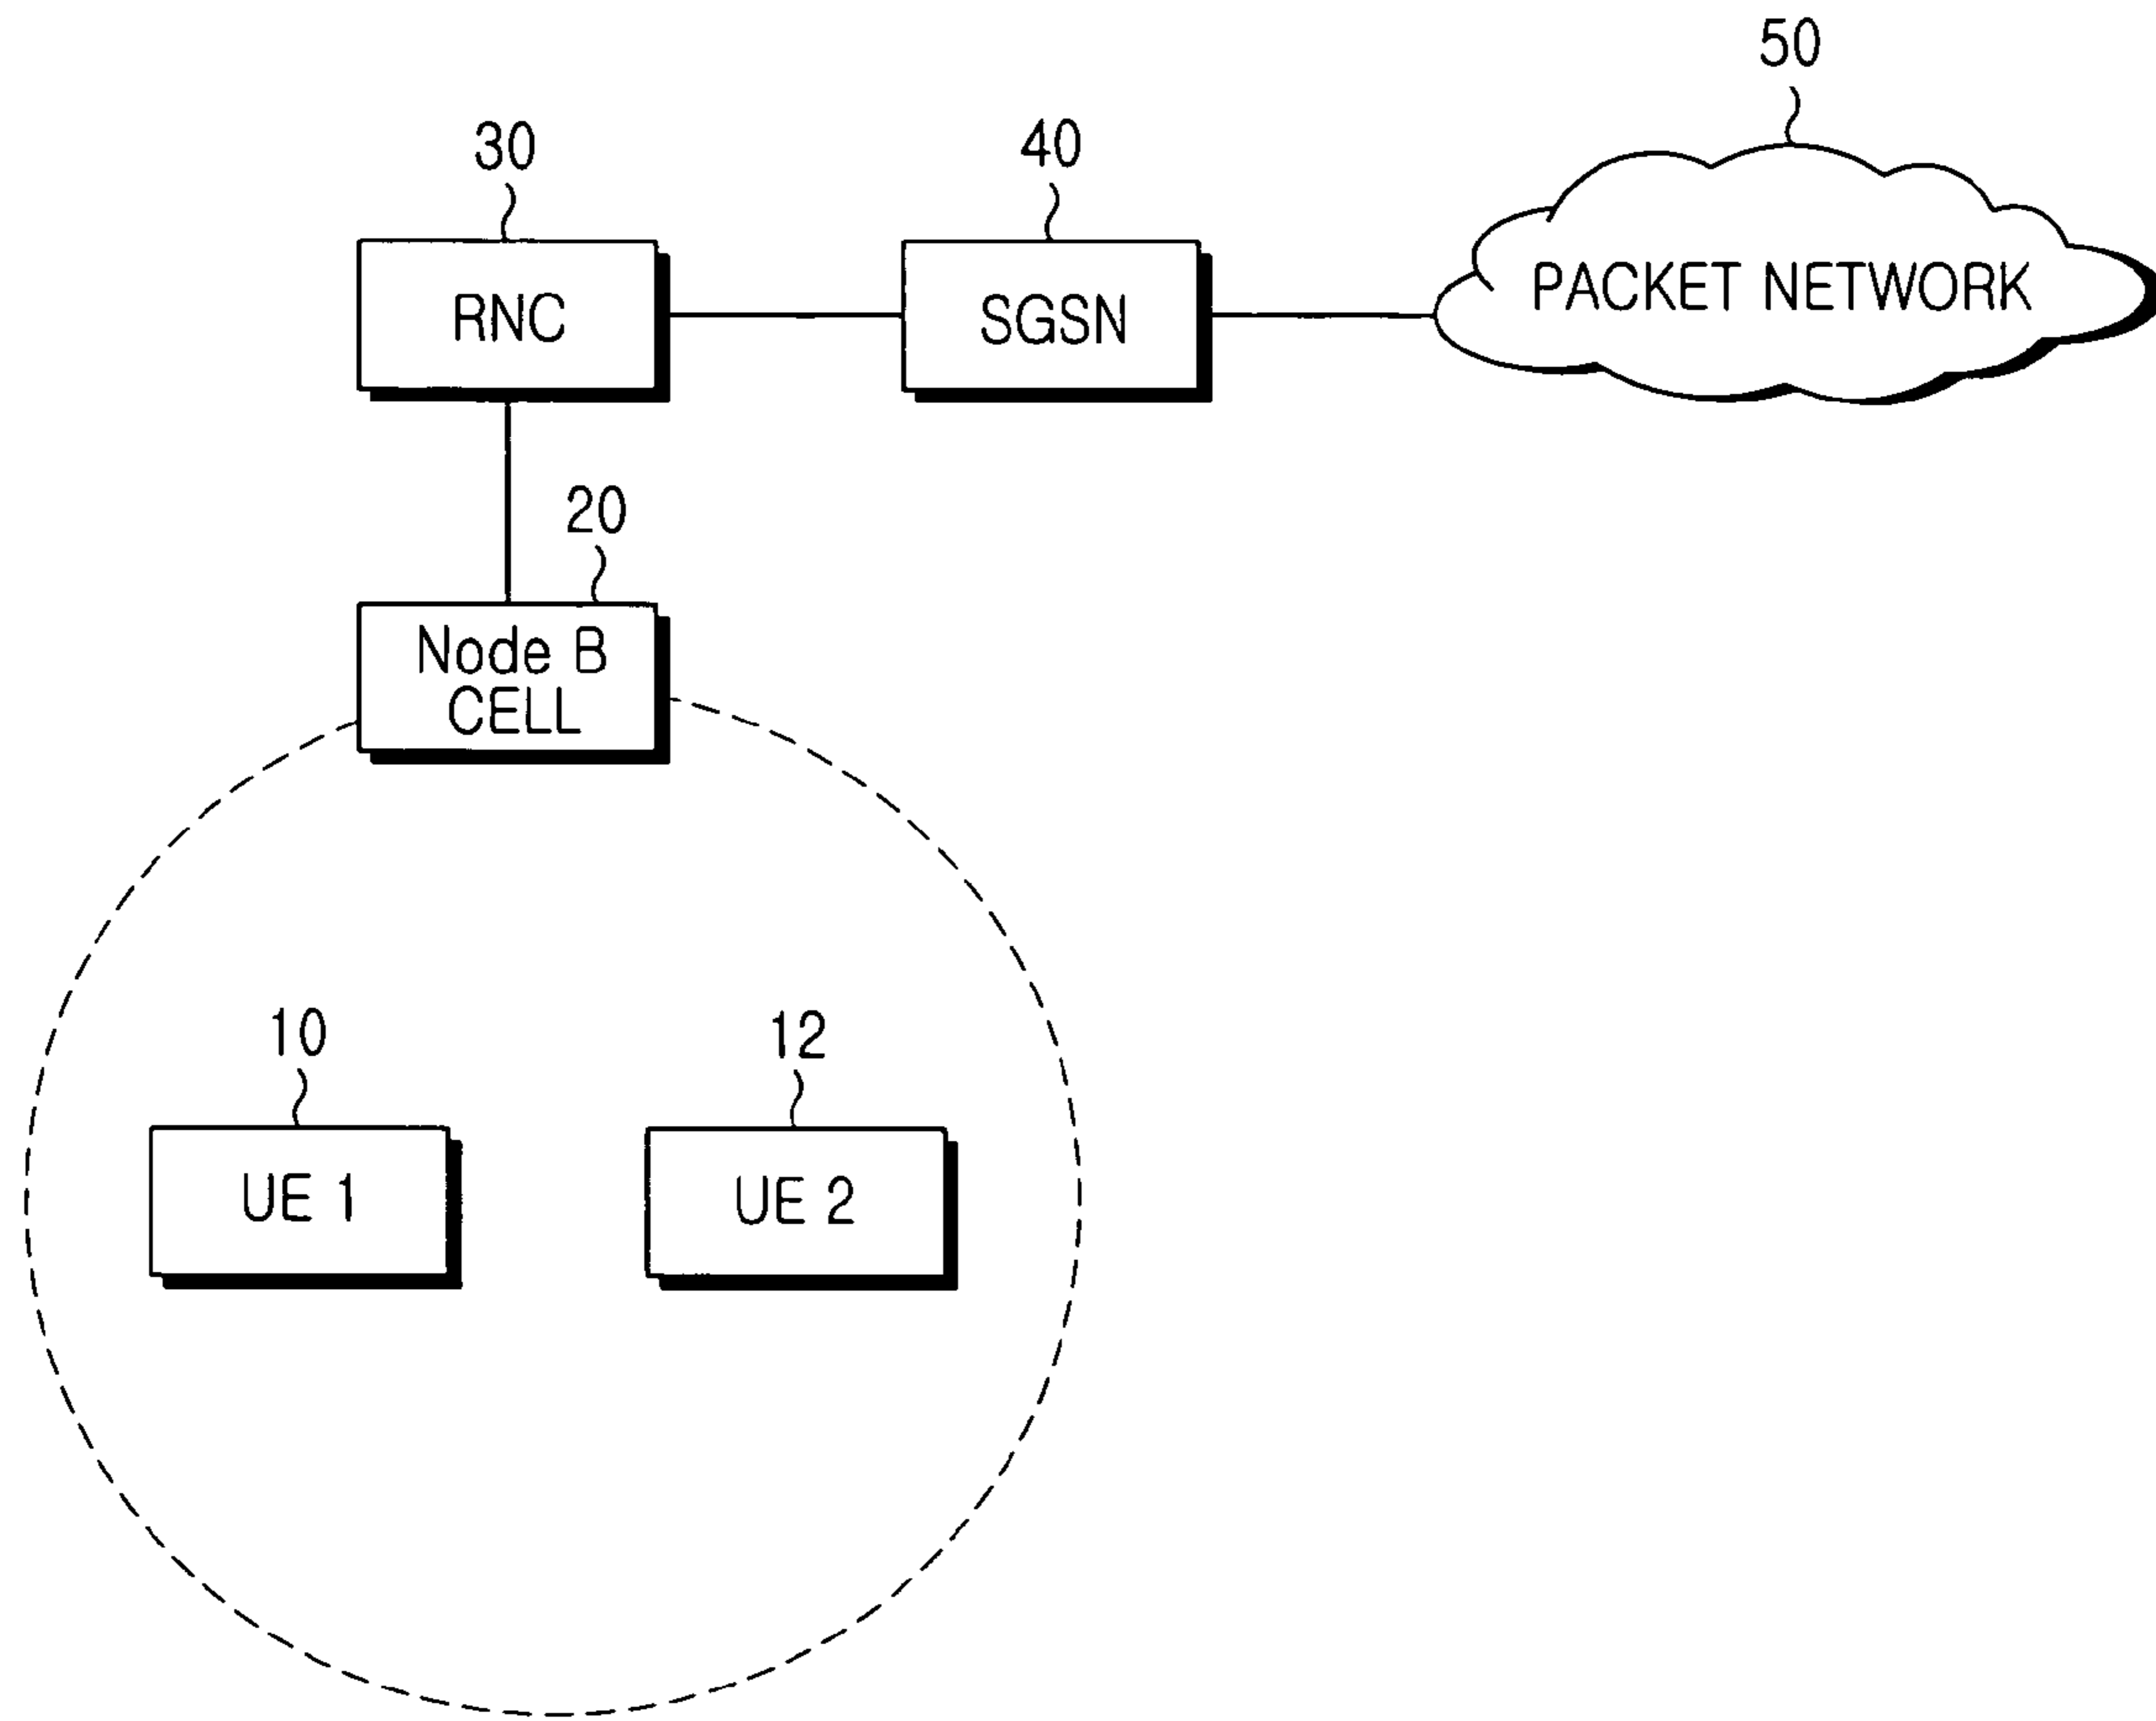 50
30
40
RNC
SGSN
PACKET NETWORK
20
Node B
CELL
10
12
UE 1
UE 2